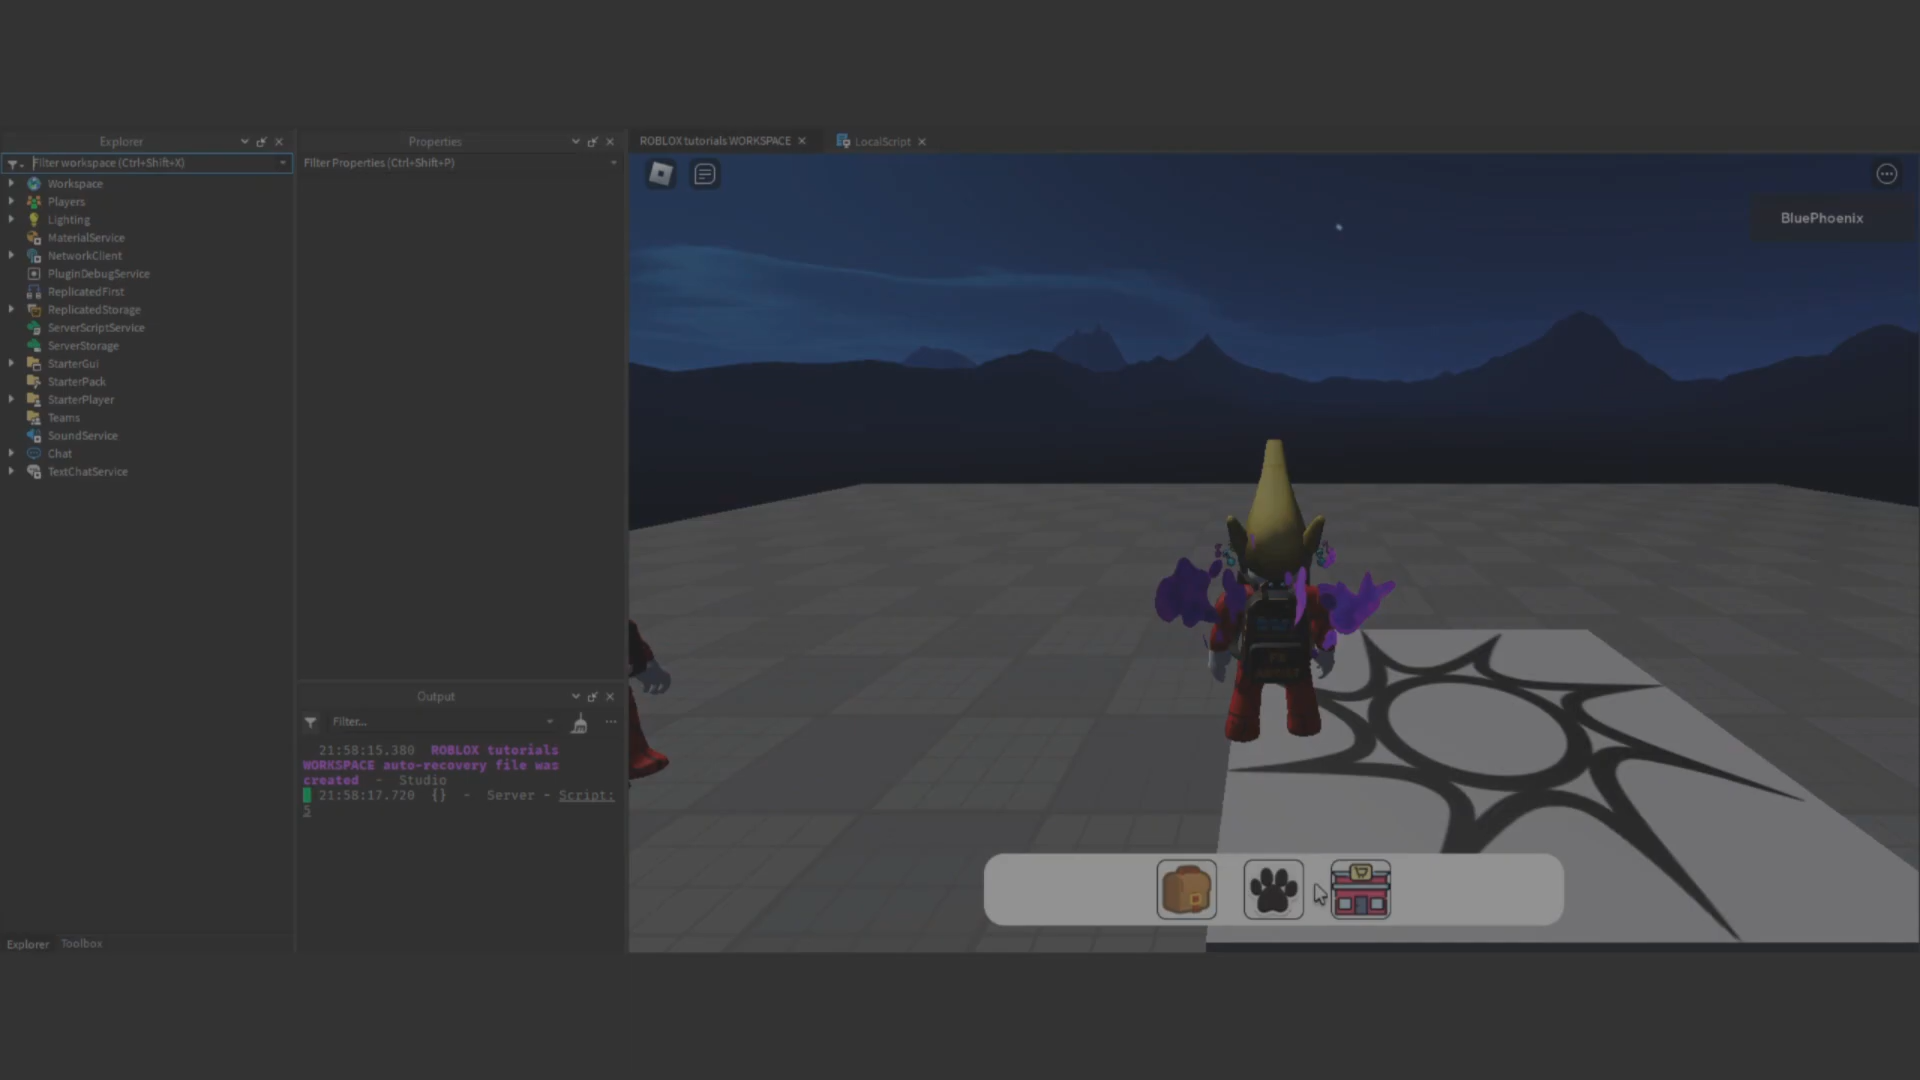 Explorer
Filter workspace (Ctrl+Shift+X)
Workspace
Players
Lighting
MaterialService
NetworkClient
PluginDebugService
ReplicatedFirst
ReplicatedStorage
ServerScriptService
ServerStorage
StarterGui
StarterPack
StarterPlayer
Teams
SoundService
Chat
TextChatService
Explorer
Toolbox
Properties
Filter Properties (Ctrl+Shift+P)
Output
Filter...
21:58:15.380 ROBLOX tutorials
WORKSPACE auto-recovery file was
created - Studio
21:58:17.720 {} - Server - Script:
5
ROBLOX tutorials WORKSPACE
LocalScript
BluePhoenix